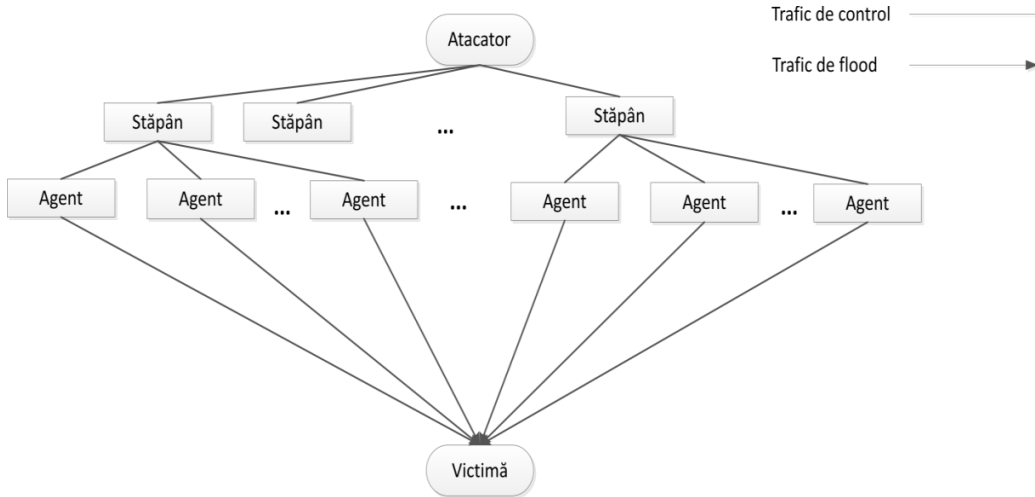 Trafic de control
Atacator
Trafic de flood
Stăpân
Stăpân
...
Stăpân
Agent
Agent
...
Agent
...
Agent
Agent
...
Agent
Victimă